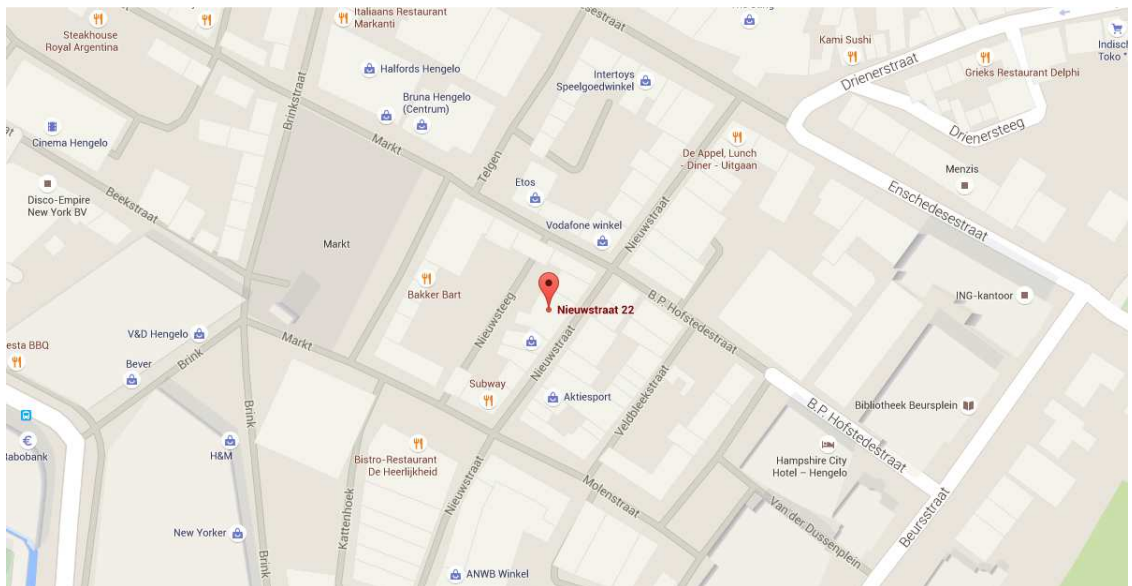 Steakhouse
Royal Argentina
Italiaans Restaurant
Markanti
Kami Sushi
Indisch
Toko "
Grieks Restaurant Delphi
Drienerstraat
Drienersteeg
Halfords Hengelo
Intertoys
Speelgoedwinkel
Bruna Hengelo
(Centrum)
Brinkstraat
Markt
Telgen
Cinema Hengelo
De Appel, Lunch
- Diner - Uitgaan
Menzis
Disco-Empire
New York BV
Beekstraat
Etos
Enschedesestraat
Vodafone winkel
Nieuwstraat
Markt
Bakker Bart
Nieuwsteeg
Nieuwstraat 22
B.P. Hofstedestraat
ING-kantoor
V&D Hengelo
Markt
esta BBQ
Bever
Brink
Nieuwstraat
Subway
Aktiesport
Veldbleekstraat
B.P. Hofstedestraat
Bibliotheek Beursplein
Brink
Rabobank
H&M
Bistro-Restaurant
De Heerlijkheid
Hampshire City
Hotel – Hengelo
Nieuwstraat
Molenstraat
Kattenhoek
Van der Dussenplein
Beursstraat
New Yorker
Brink
ANWB Winkel